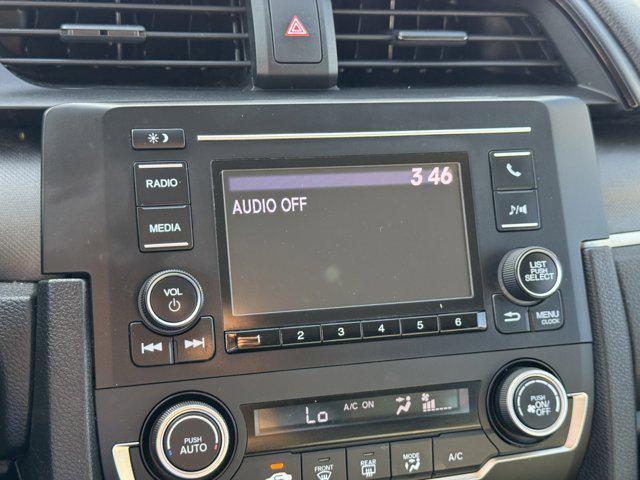 RADIO
MEDIA
3 46
AUDIO OFF
VOL
LIST
PUSH
SELECT
MENU
CLOCK
2 3 4 5 6
Lo A/C ON
PUSH
AUTO
PUSH
ON/
OFF
FRONT REAR MODE A/C